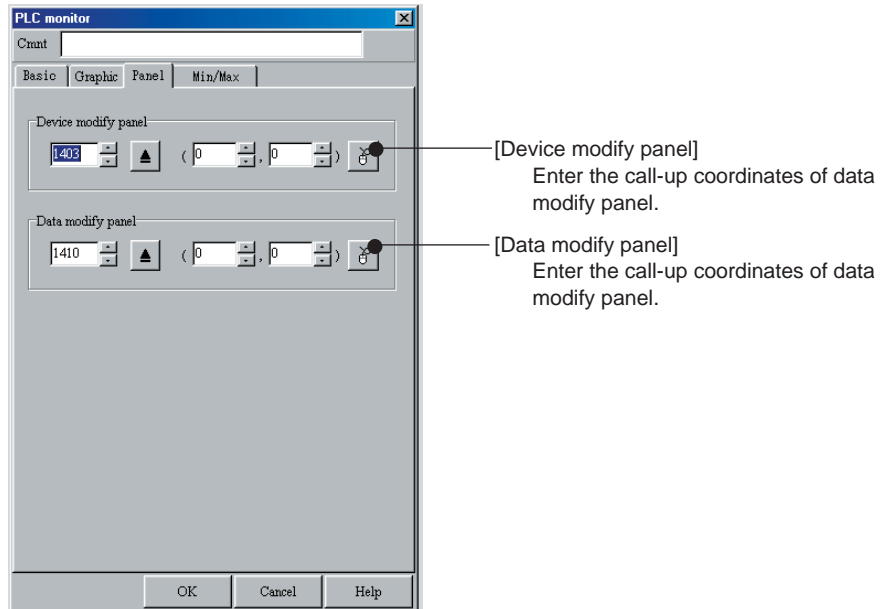 PLC monitor
Cmnt
Basic Graphic Panel Min/Max
Device modify panel
1403 ( 0 , 0 )
[Device modify panel]
Enter the call-up coordinates of data
modify panel.
Data modify panel
1410 ( 0 , 0 )
[Data modify panel]
Enter the call-up coordinates of data
modify panel.
OK Cancel Help